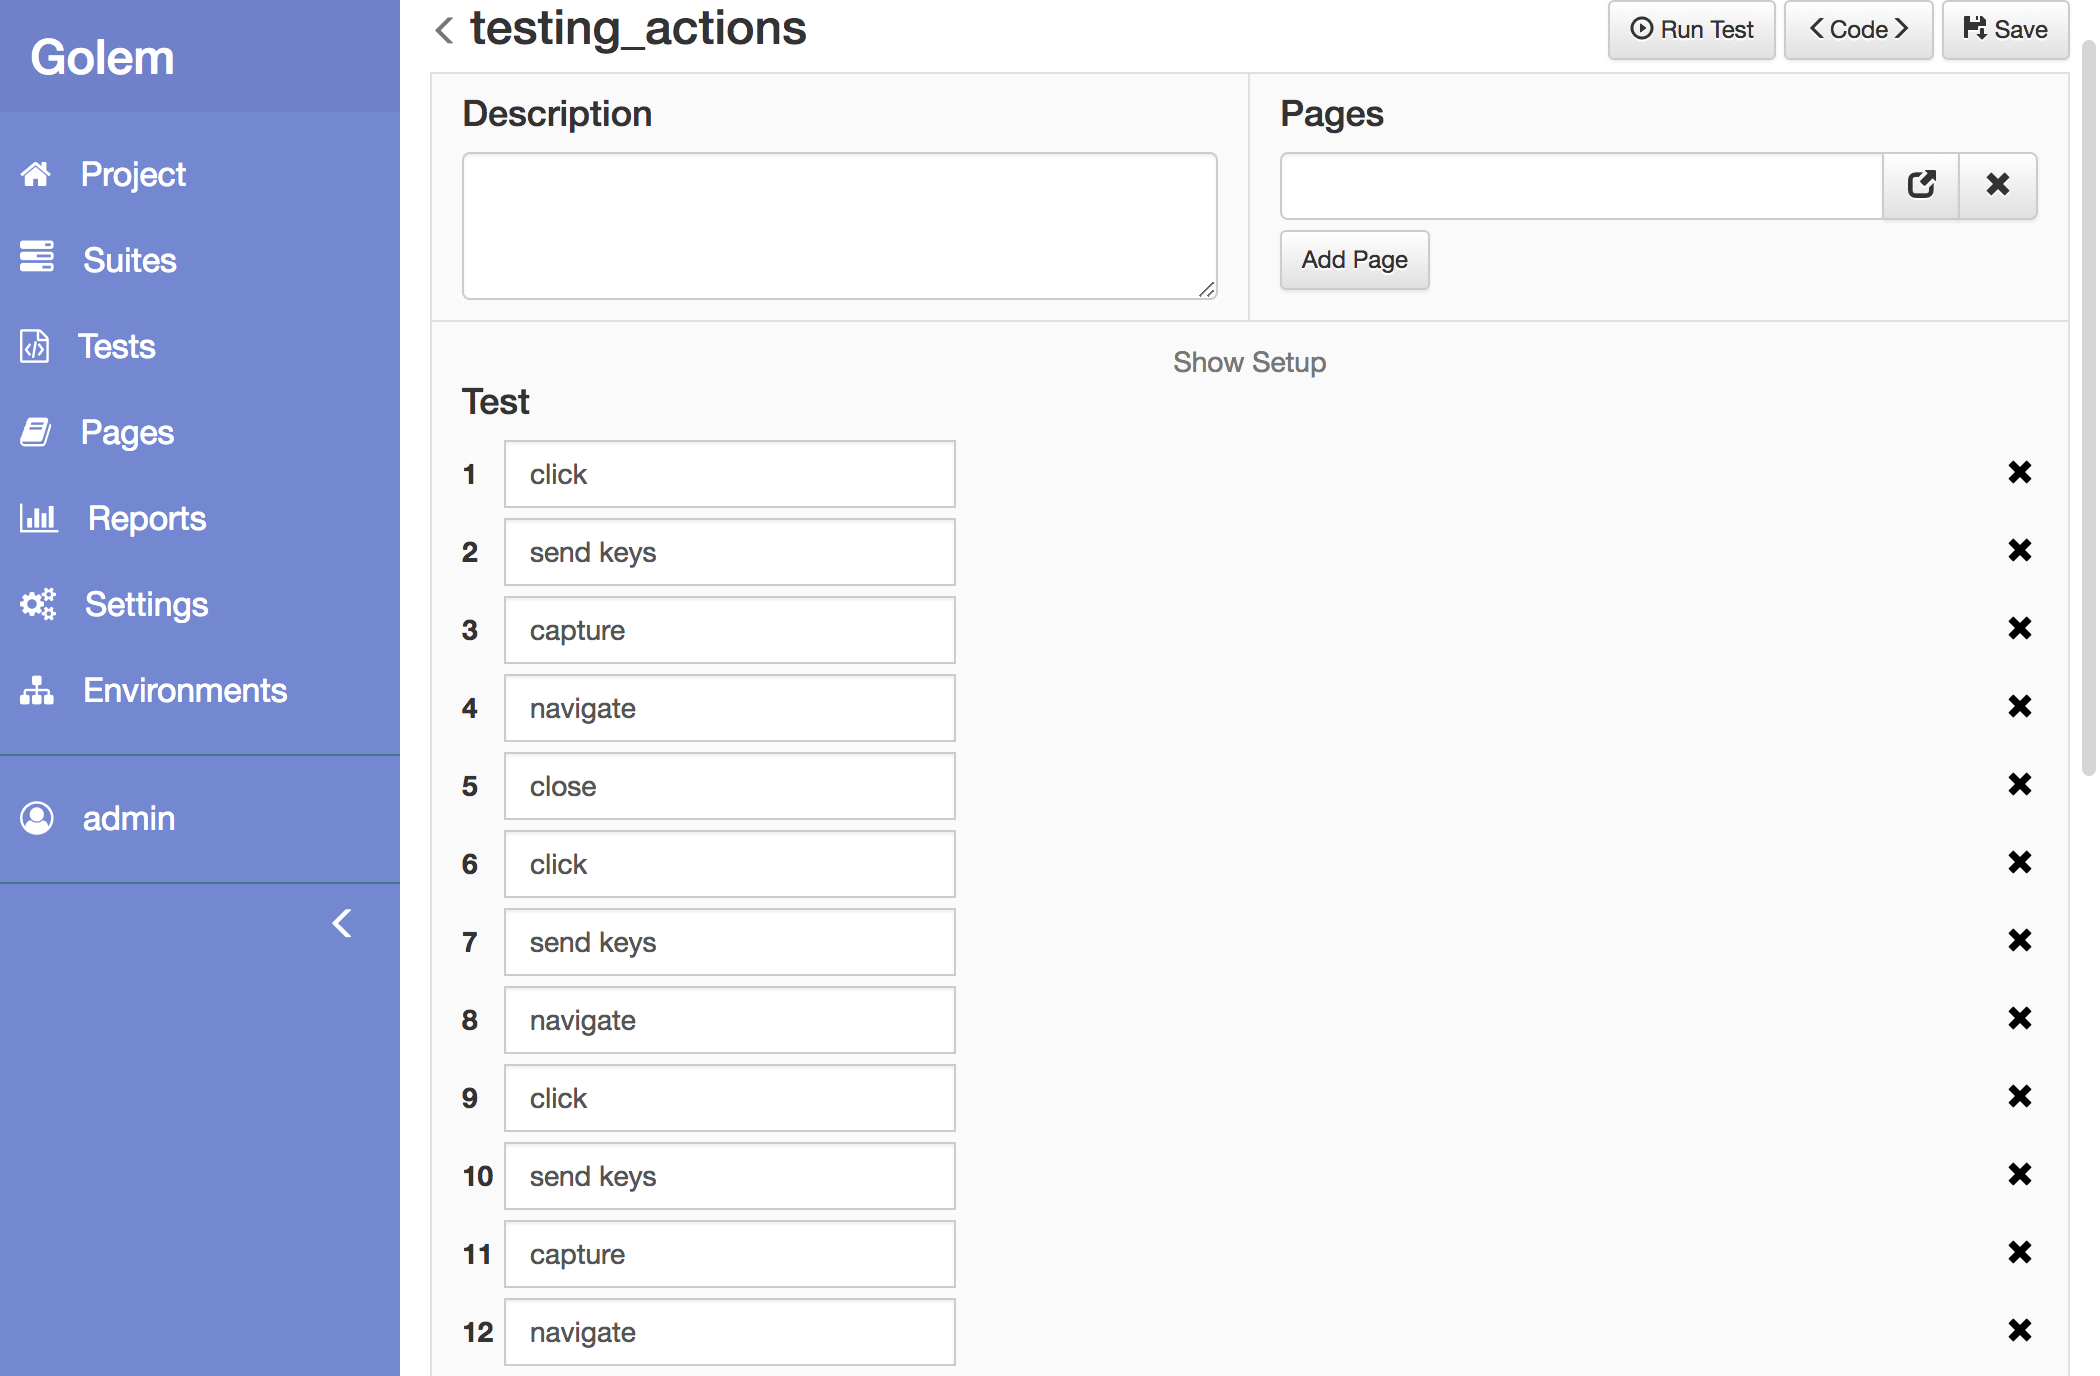 Golem
Project
Suites
Tests
Pages
Reports
Settings
Environments
admin
testing_actions
Run Test
Code
Save
Description
Pages
Add Page
Show Setup
Test
1 click
2 send keys
3 capture
4 navigate
5 close
6 click
7 send keys
8 navigate
9 click
10 send keys
11 capture
12 navigate